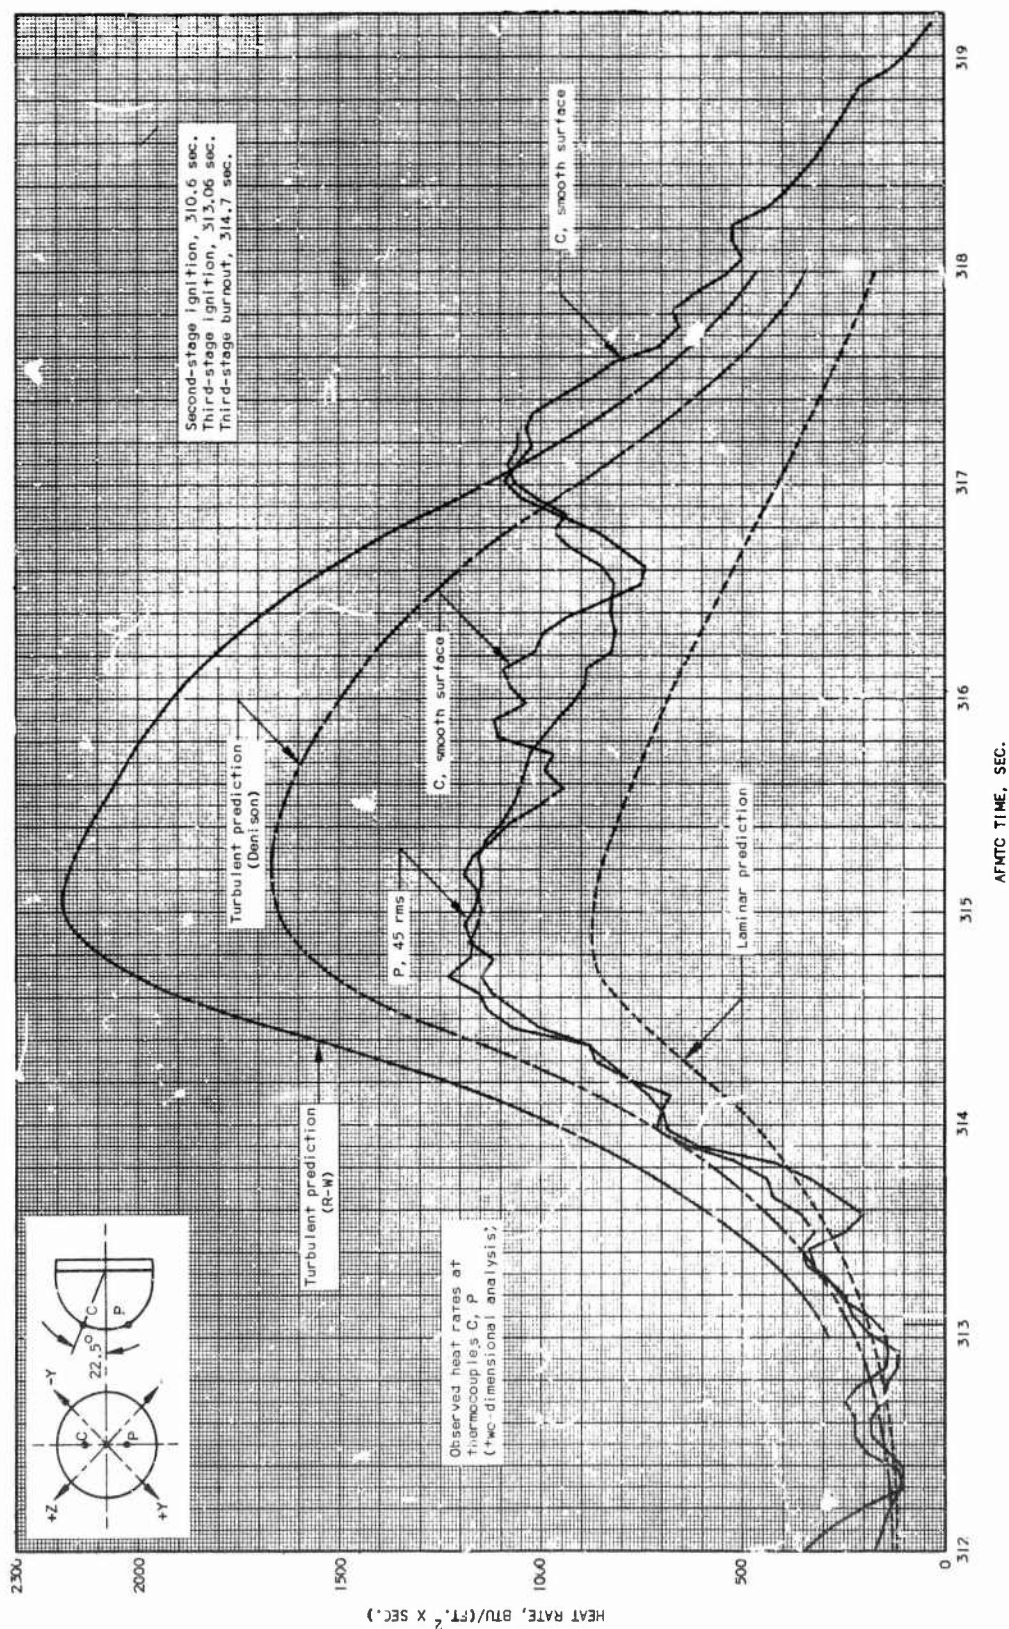 Second-stage ignition, 310.6 sec.
Third-stage ignition, 313.06 sec.
Third-stage burnout, 314.7 sec.
C, smooth surface
C, smooth surface
Turbulent prediction
(Denison)
P, 45 rms
Laminar prediction
Turbulent prediction
(R-W)
Observed heat rates at
thermocouples C, P
(two-dimensional analysis)
+Z
-Y
+Y
C
P
22.5°
C
P
2300
2000
1500
1000
500
0
HEAT RATE, BTU/(FT.² X SEC.)
312
313
314
315
316
317
318
319
AFMTC TIME, SEC.